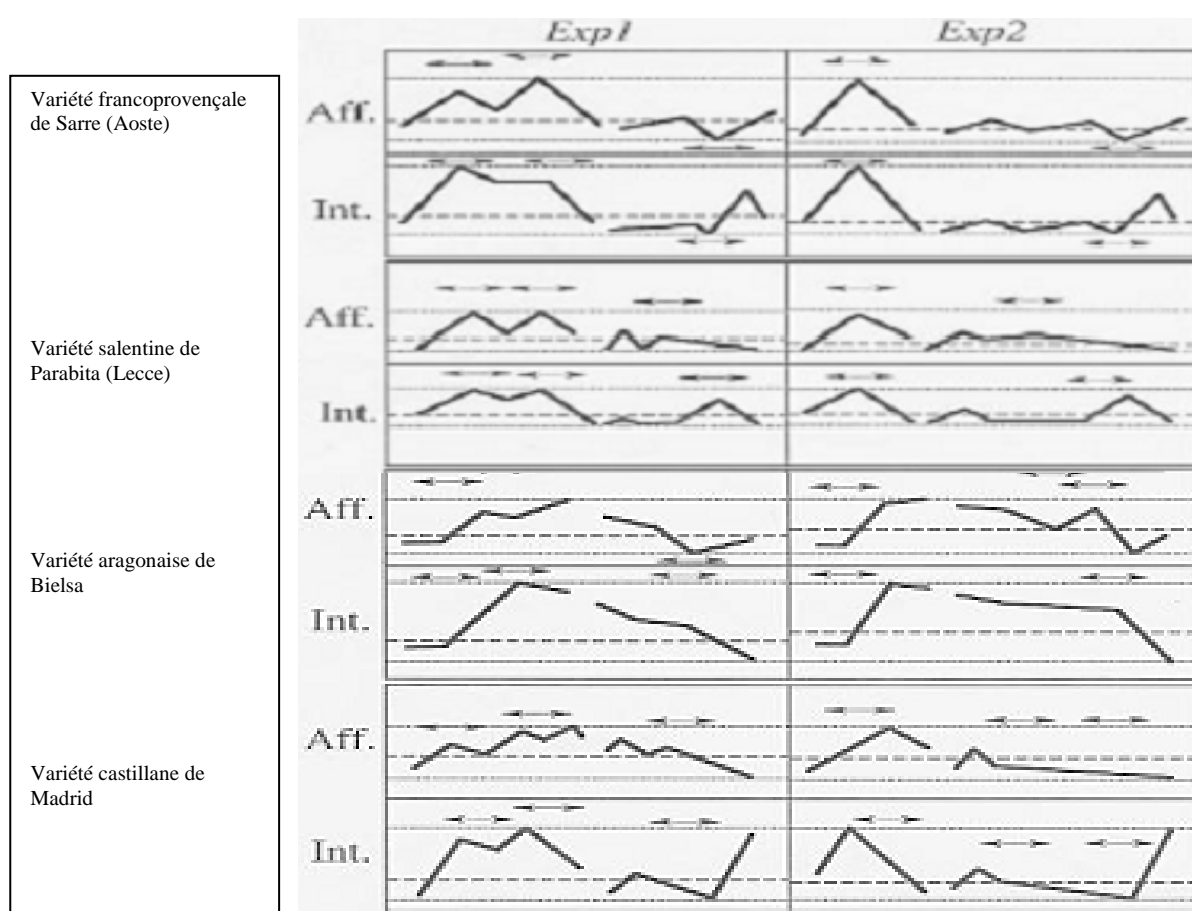 Exp1 Exp2
Variété francoprovençale
de Sarre (Aoste)
Aff.
Int.
Variété salentine de
Parabita (Lecce)
Aff.
Int.
Variété aragonaise de
Bielsa
Aff.
Int.
Variété castillane de
Madrid
Aff.
Int.